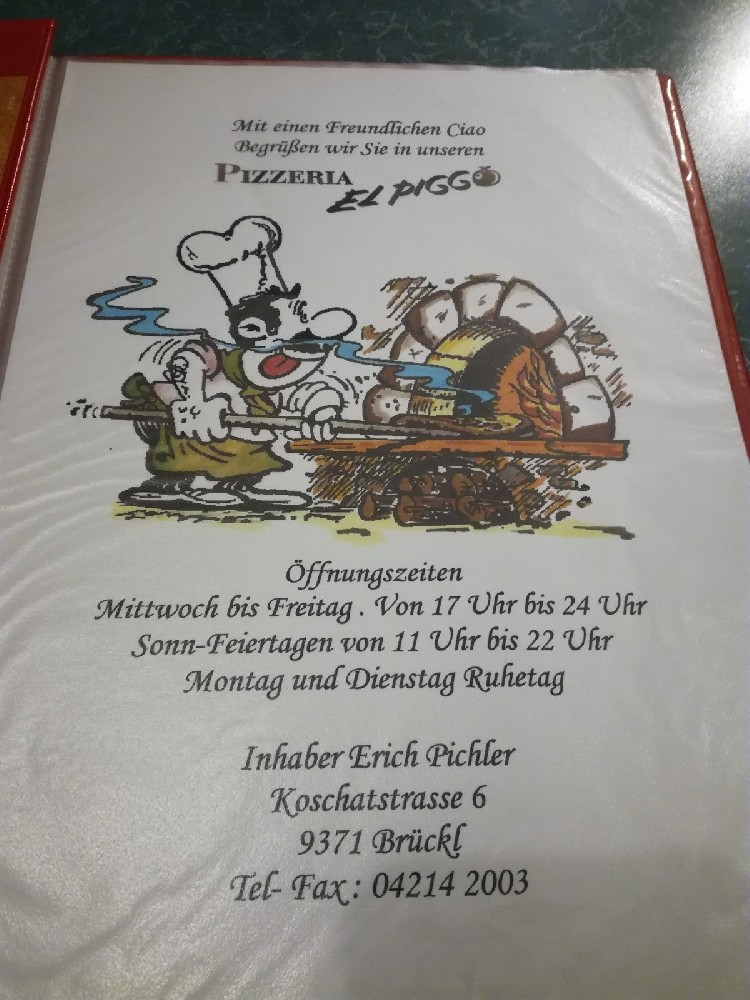 Mit einen Freundlichen Ciao
Begrüßen wir Sie in unseren
PIZZERIA EL PIGGO
Öffnungszeiten
Mittwoch bis Freitag . Von 17 Uhr bis 24 Uhr
Sonn-Feiertagen von 11 Uhr bis 22 Uhr
Montag und Dienstag Ruhetag
Inhaber Erich Pichler
Koschatstrasse 6
9371 Brückl
Tel- Fax : 04214 2003